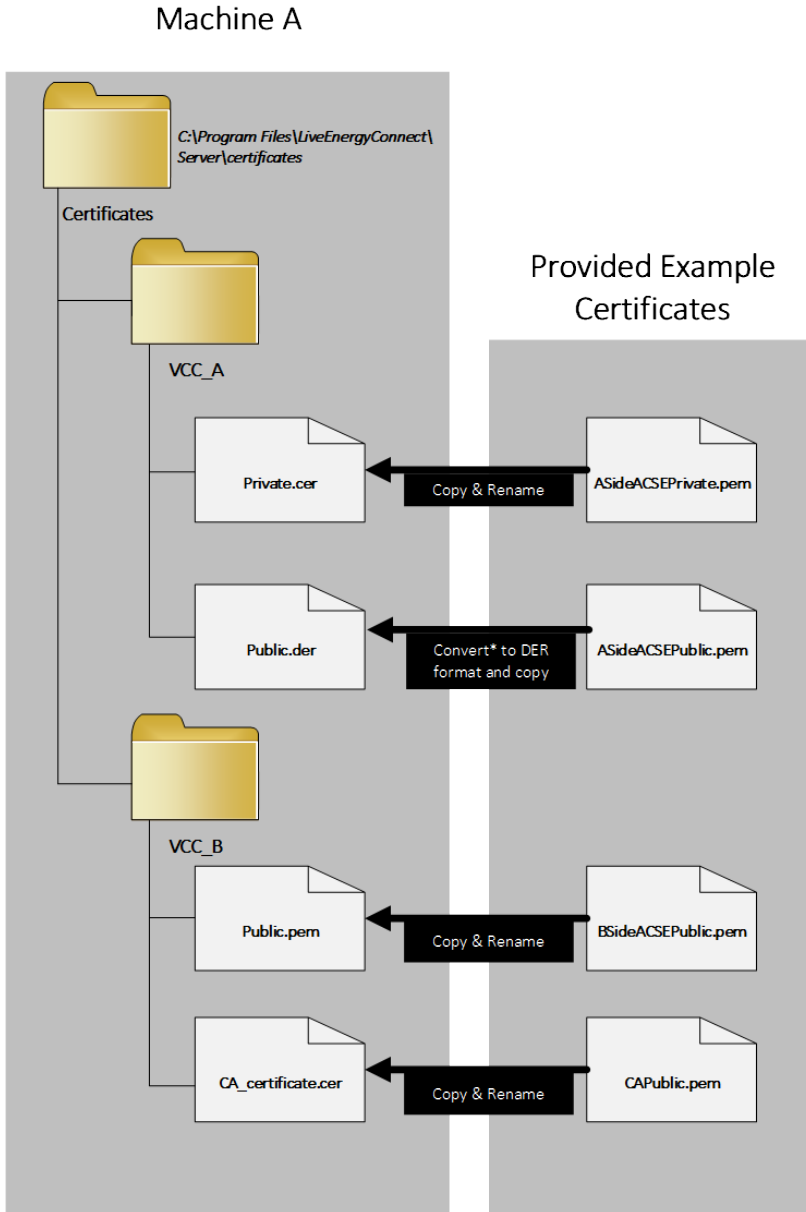 Machine A
C:\Program Files\LiveEnergyConnect\
Server\certificates
Certificates
VCC_A
Provided Example
Certificates
Private.cer
Copy & Rename
ASideACSEPrivate.pem
Public.der
Convert* to DER
format and copy
ASideACSEPublic.pem
VCC_B
Public.pem
Copy & Rename
BSideACSEPublic.pem
CA_certificate.cer
Copy & Rename
CAPublic.pem